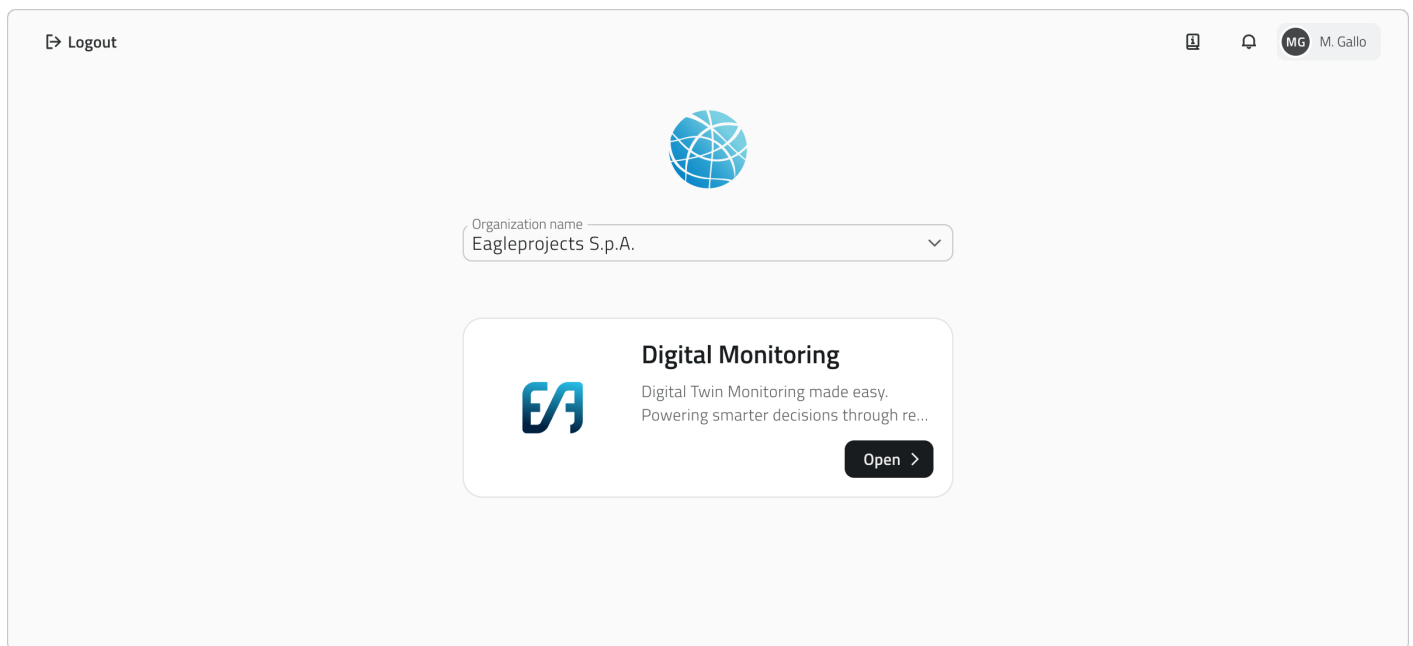 Logout
MG M. Gallo
Organization name
Eagleprojects S.p.A.
Digital Monitoring
Digital Twin Monitoring made easy.
Powering smarter decisions through re...
Open